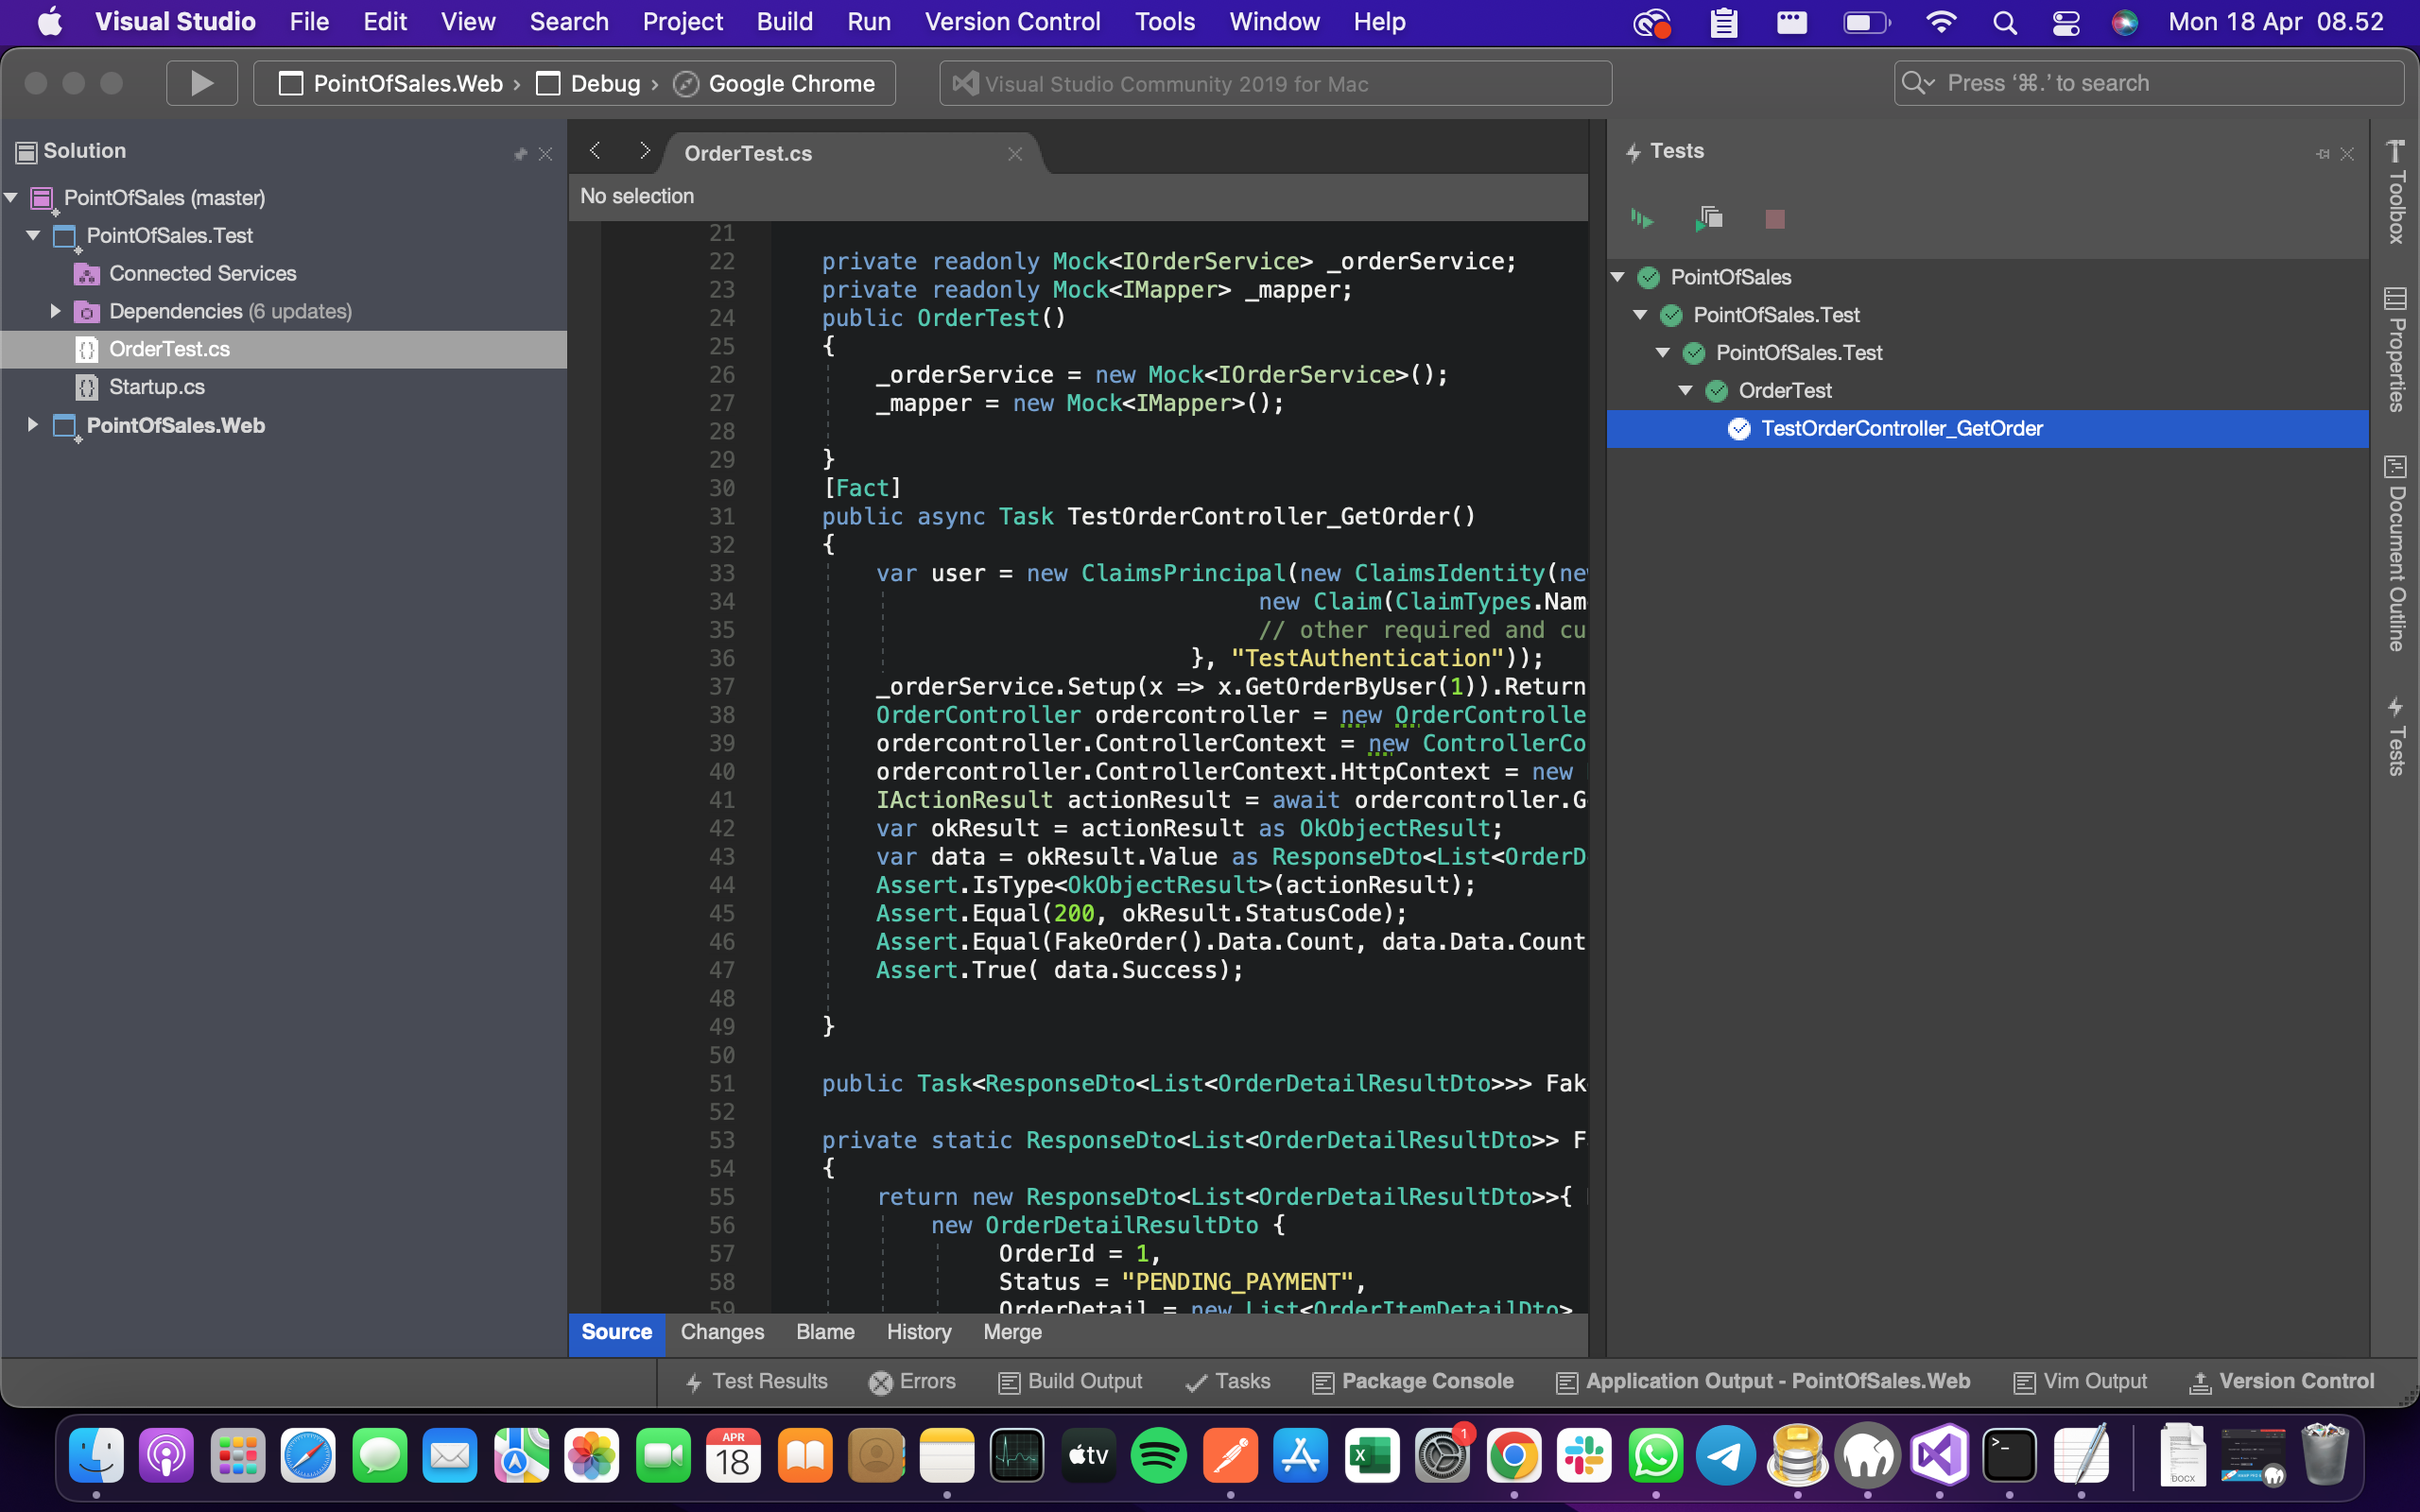 Visual Studio File Edit View Search Project Build Run Version Control Tools Window Help Mon 18 Apr 08.52
PointOfSales.Web › Debug › Google Chrome Visual Studio Community 2019 for Mac Press ‘⌘.’ to search
Solution
PointOfSales (master)
PointOfSales.Test
Connected Services
Dependencies (6 updates)
OrderTest.cs
Startup.cs
PointOfSales.Web
OrderTest.cs
No selection
21
22 private readonly Mock<IOrderService> _orderService;
23 private readonly Mock<IMapper> _mapper;
24 public OrderTest()
25 {
26 _orderService = new Mock<IOrderService>();
27 _mapper = new Mock<IMapper>();
28
29 }
30 [Fact]
31 public async Task TestOrderController_GetOrder()
32 {
33 var user = new ClaimsPrincipal(new ClaimsIdentity(ne
34 new Claim(ClaimTypes.Nam
35 // other required and cu
36 }, "TestAuthentication"));
37 _orderService.Setup(x => x.GetOrderByUser(1)).Return
38 OrderController ordercontroller = new OrderControlle
39 ordercontroller.ControllerContext = new ControllerCo
40 ordercontroller.ControllerContext.HttpContext = new
41 IActionResult actionResult = await ordercontroller.G
42 var okResult = actionResult as OkObjectResult;
43 var data = okResult.Value as ResponseDto<List<OrderD
44 Assert.IsType<OkObjectResult>(actionResult);
45 Assert.Equal(200, okResult.StatusCode);
46 Assert.Equal(FakeOrder().Data.Count, data.Data.Count
47 Assert.True( data.Success);
48
49 }
50
51 public Task<ResponseDto<List<OrderDetailResultDto>>> Fak
52
53 private static ResponseDto<List<OrderDetailResultDto>> F
54 {
55 return new ResponseDto<List<OrderDetailResultDto>>{
56 new OrderDetailResultDto {
57 OrderId = 1,
58 Status = "PENDING_PAYMENT",
59 OrderDetail = new List<OrderItemDetailDto>
Source Changes Blame History Merge
Tests
PointOfSales
PointOfSales.Test
PointOfSales.Test
OrderTest
TestOrderController_GetOrder
Toolbox
Properties
Document Outline
Tests
Test Results Errors Build Output Tasks Package Console Application Output - PointOfSales.Web Vim Output Version Control
APR
18
tv
X
1
>_
DOCX